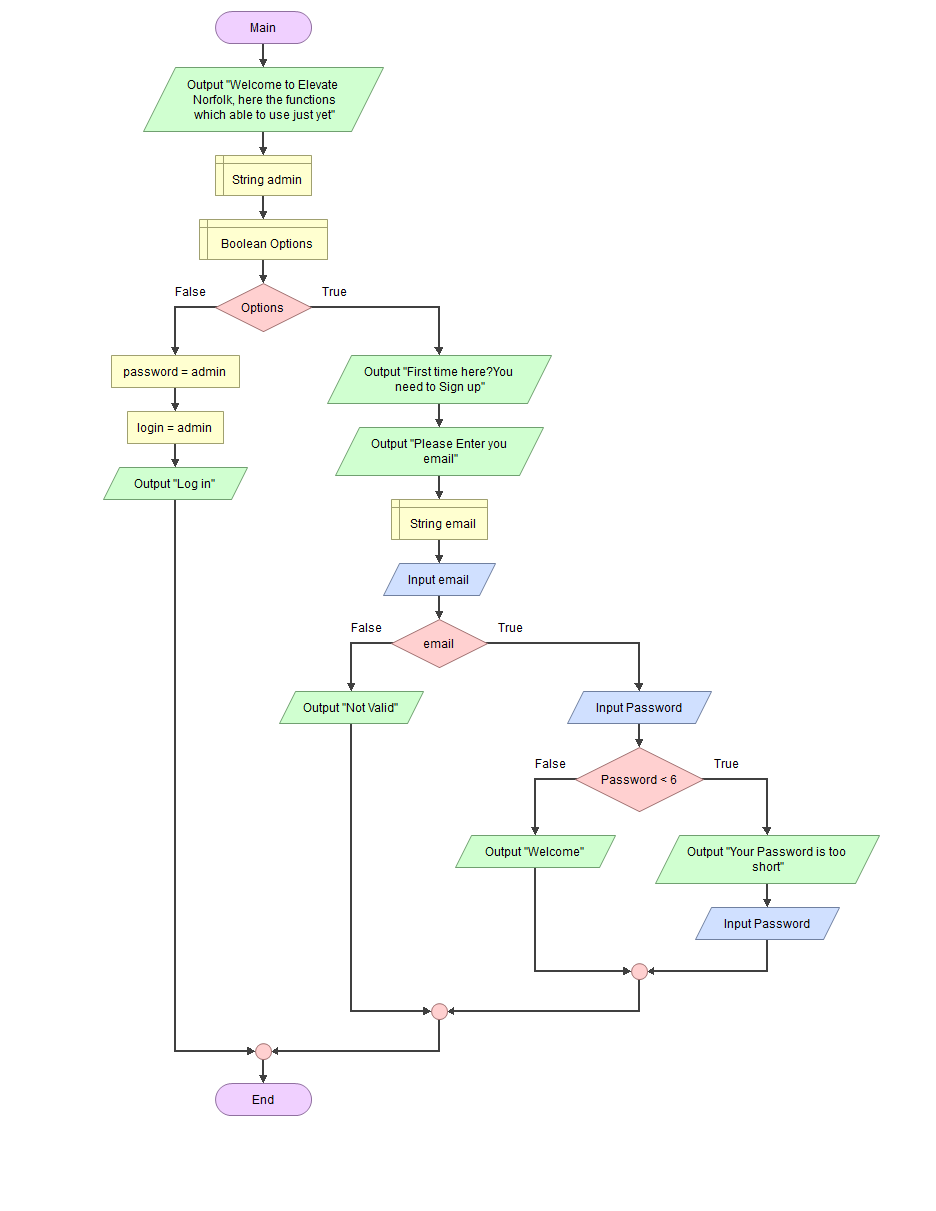 Main
Output "Welcome to Elevate
Norfolk, here the functions
which able to use just yet"
String admin
Boolean Options
False
True
Options
password = admin
login = admin
Output "Log in"
Output "First time here?You
need to Sign up"
Output "Please Enter you
email"
String email
Input email
False
True
email
Output "Not Valid"
Input Password
False
True
Password < 6
Output "Welcome"
Output "Your Password is too
short"
Input Password
End